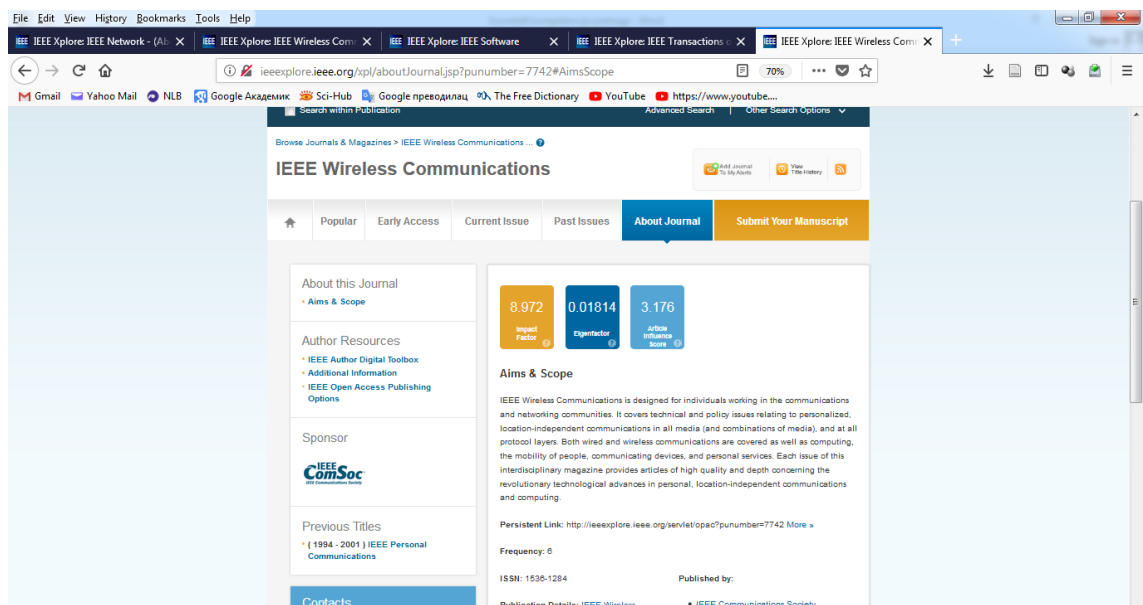 File Edit View History Bookmarks Tools Help
IEEE Xplore: IEEE Network - (Ab
IEEE Xplore: IEEE Wireless Com
IEEE Xplore: IEEE Software
IEEE Xplore: IEEE Transactions o
IEEE Xplore: IEEE Wireless Com
ieeexplore.ieee.org/xpl/aboutJournal.jsp?punumber=7742#AimsScope
70%
Gmail Yahoo Mail NLB Google Академик Sci-Hub Google преводилац The Free Dictionary YouTube https://www.youtube....
Search within Publication
Advanced Search | Other Search Options
Browse Journals & Magazines > IEEE Wireless Communications ...
IEEE Wireless Communications
Add Journal
To My Alerts
View
Title History
Popular Early Access Current Issue Past Issues About Journal Submit Your Manuscript
About this Journal
Aims & Scope
Author Resources
IEEE Author Digital Toolbox
Additional Information
IEEE Open Access Publishing
Options
Sponsor
IEEE
ComSoc
IEEE Communications Society
Previous Titles
( 1994 - 2001 ) IEEE Personal
Communications
Contacts
8.972
Impact
Factor
0.01814
Eigenfactor
3.176
Article
Influence
Score
Aims & Scope
IEEE Wireless Communications is designed for individuals working in the communications
and networking communities. It covers technical and policy issues relating to personalized,
location-independent communications in all media (and combinations of media), and at all
protocol layers. Both wired and wireless communications are covered as well as computing,
the mobility of people, communicating devices, and personal services. Each issue of this
interdisciplinary magazine provides articles of high quality and depth concerning the
revolutionary technological advances in personal, location-independent communications
and computing.
Persistent Link: http://ieeexplore.ieee.org/servlet/opac?punumber=7742 More »
Frequency: 6
ISSN: 1536-1284
Published by:
Publication Details: IEEE Wireless
IEEE Communications Society